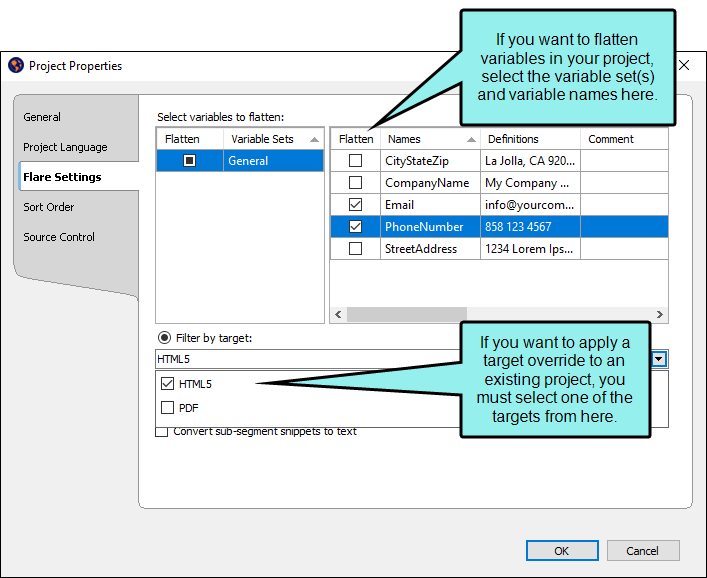 If you want to flatten
variables in your project,
select the variable set(s)
and variable names here.
Project Properties
General
Project Language
Flare Settings
Sort Order
Source Control
Select variables to flatten:
Flatten Variable Sets
General
Flatten Names Definitions Comment
CityStateZip La Jolla, CA 920...
CompanyName My Company ...
Email info@yourcom...
PhoneNumber 858 123 4567
StreetAddress 1234 Lorem Ips...
Filter by target:
HTML5
HTML5
PDF
Convert sub-segment snippets to text
If you want to apply a
target override to an
existing project, you
must select one of the
targets from here.
OK Cancel